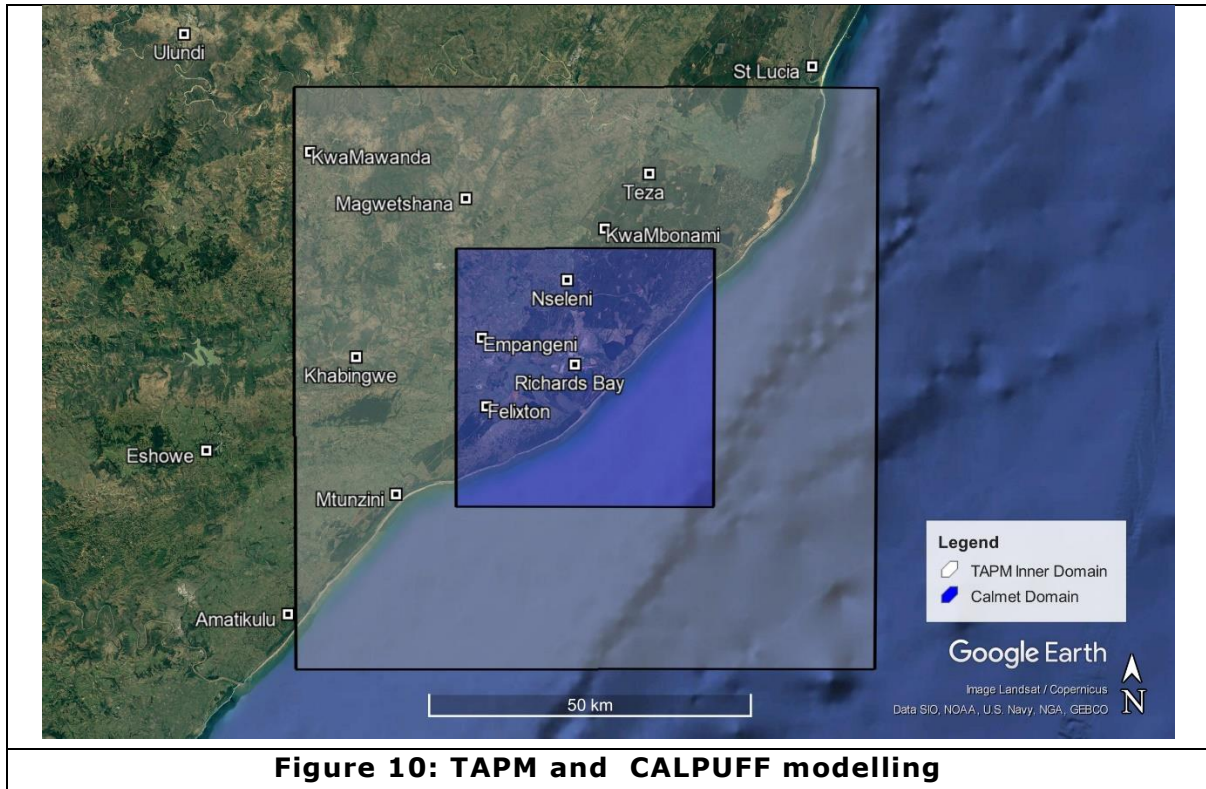 Ulundi
St Lucia
KwaMawanda
Teza
Magwetshana
KwaMbonami
Nseleni
Empangeni
Khabingwe
Richards Bay
Felixton
Eshowe
Mtunzini
Amatikulu
Legend
TAPM Inner Domain
Calmet Domain
Google Earth
Image Landsat / Copernicus
Data SIO, NOAA, U.S. Navy, NGA, GEBCO
N
50 km
Figure 10: TAPM and CALPUFF modelling